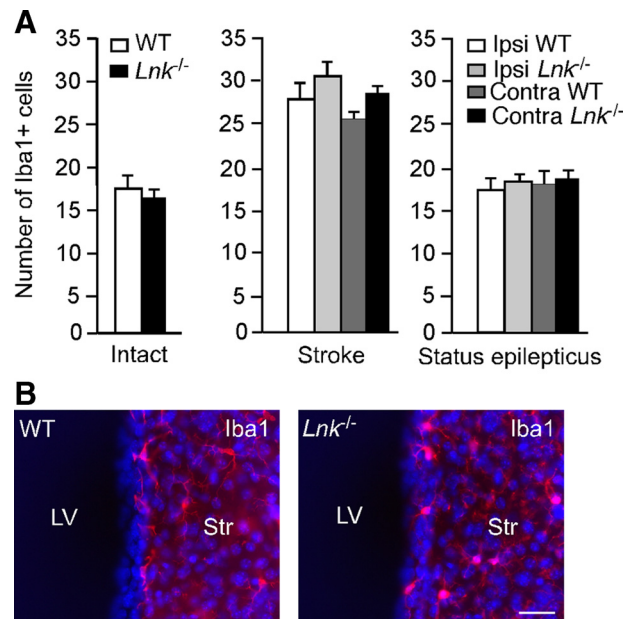 A
Number of Iba1+ cells
35
30
25
20
15
10
5
0
WT
Lnk-/-
Intact
35
30
25
20
15
10
5
0
Stroke
35
30
25
20
15
10
5
0
Ipsi WT
Ipsi Lnk-/-
Contra WT
Contra Lnk-/-
Status epilepticus
B
WT
Iba1
LV
Str
Lnk-/-
Iba1
LV
Str